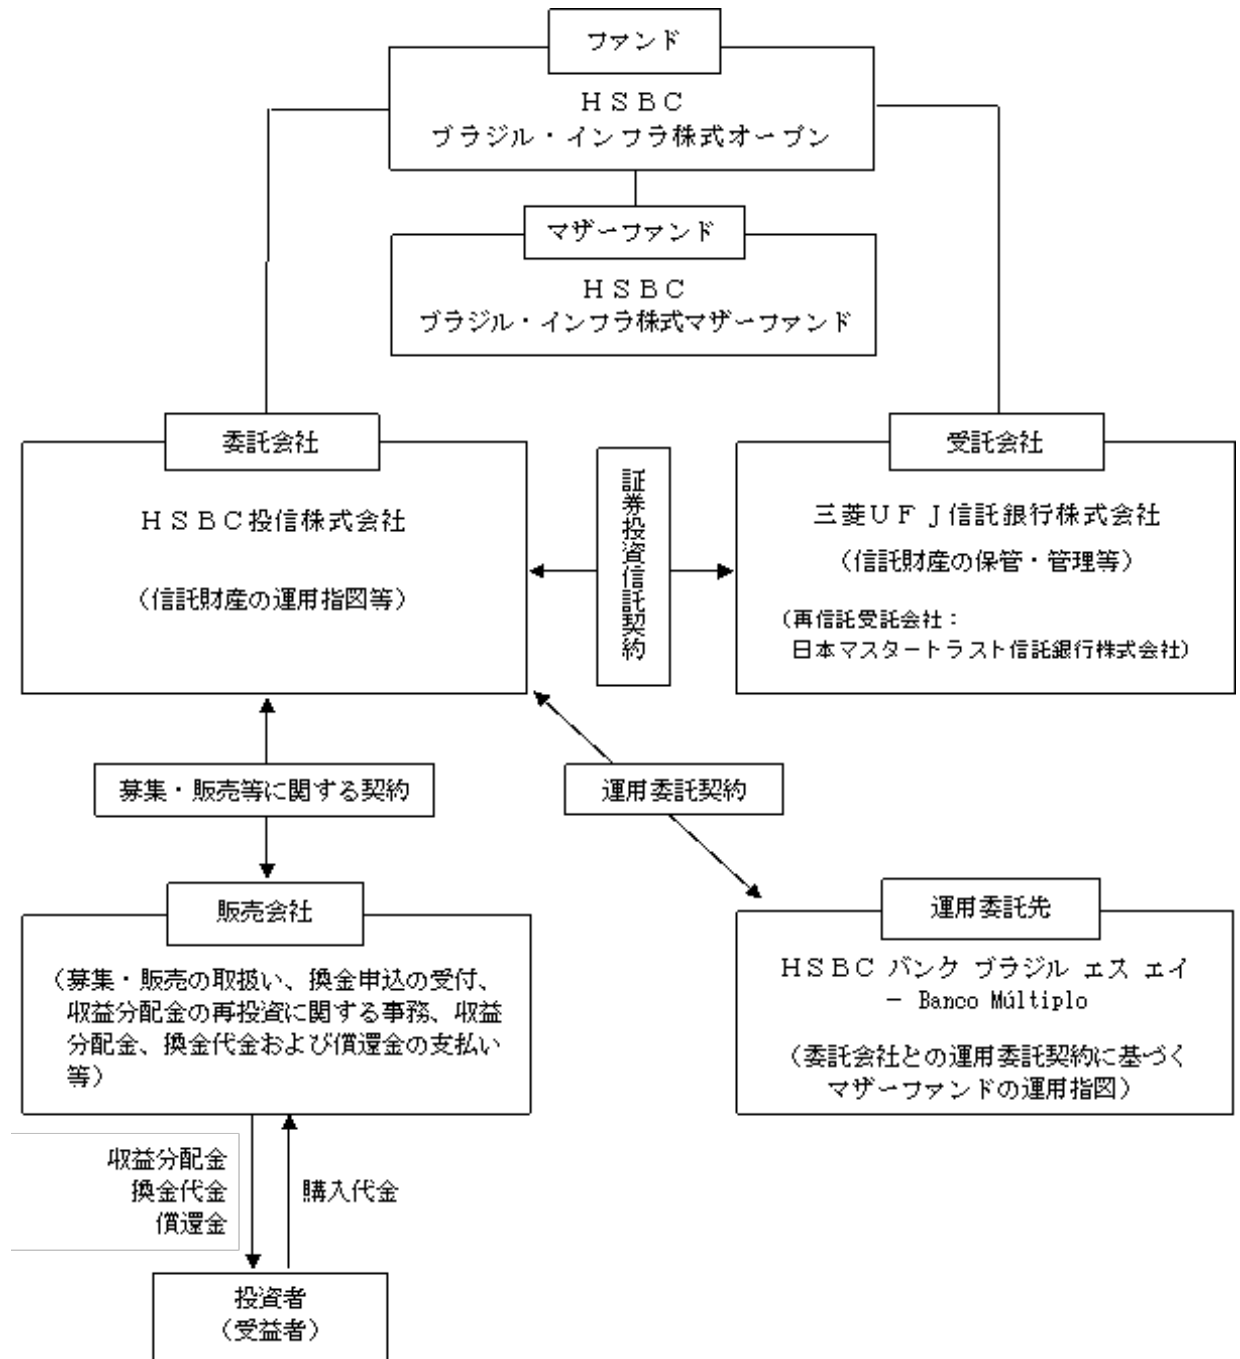 ファンド
ＨＳＢＣ
ブラジル・インフラ株式オープン
マザーファンド
ＨＳＢＣ
ブラジル・インフラ株式マザーファンド
委託会社
ＨＳＢＣ投信株式会社
（信託財産の運用指図等）
証券投資信託契約
受託会社
三菱ＵＦＪ信託銀行株式会社
（信託財産の保管・管理等）
（再信託受託会社：
日本マスタートラスト信託銀行株式会社）
募集・販売等に関する契約
運用委託契約
販売会社
（募集・販売の取扱い、換金申込の受付、
収益分配金の再投資に関する事務、収益
分配金、換金代金および償還金の支払い
等）
運用委託先
ＨＳＢＣ バンク ブラジル エス エイ
－ Banco Múltiplo
（委託会社との運用委託契約に基づく
マザーファンドの運用指図）
収益分配金
換金代金
償還金
購入代金
投資者
（受益者）